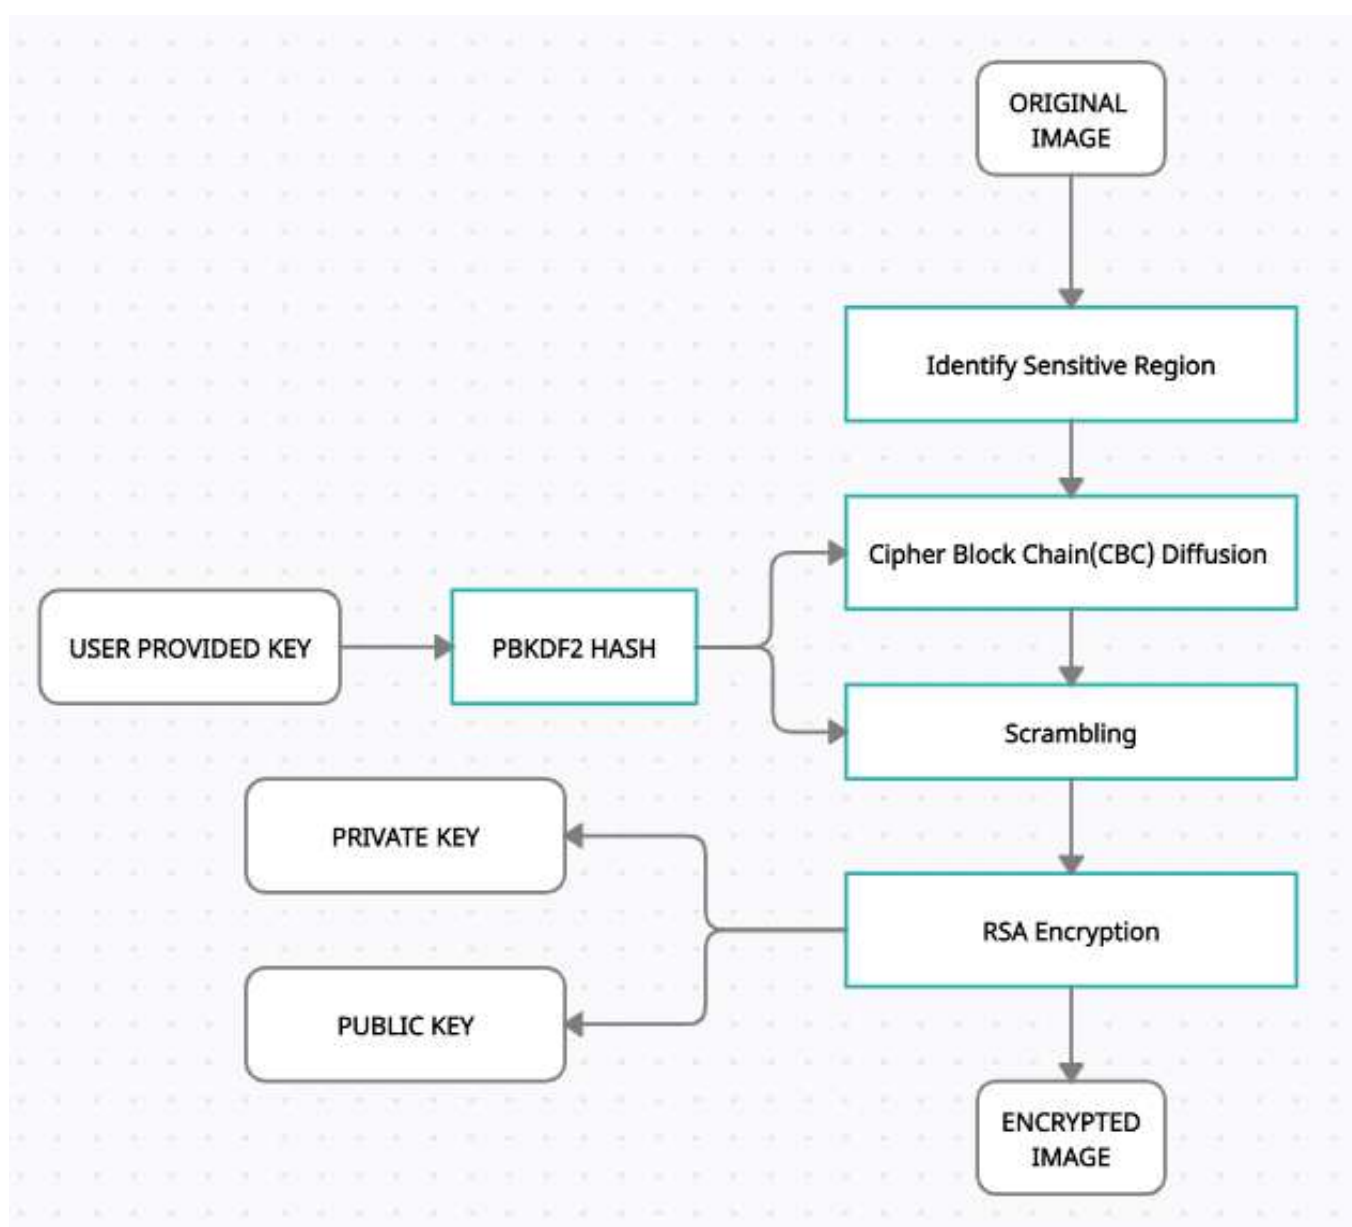 ORIGINAL
IMAGE
Identify Sensitive Region
Cipher Block Chain(CBC) Diffusion
USER PROVIDED KEY
PBKDF2 HASH
Scrambling
PRIVATE KEY
RSA Encryption
PUBLIC KEY
ENCRYPTED
IMAGE